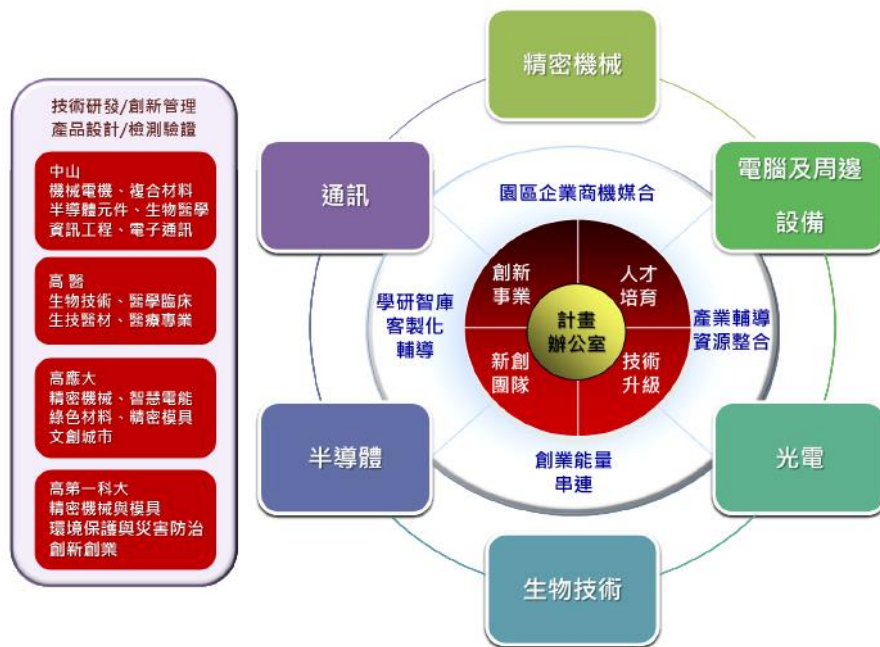 技術研發/創新管理
產品設計/檢測驗證
中山
機械電機、複合材料
半導體元件、生物醫學
資訊工程、電子通訊
高醫
生物技術、醫學臨床
生技醫材、醫療專業
高應大
精密機械、智慧電能
綠色材料、精密模具
文創城市
高第一科大
精密機械與模具
環境保護與災害防治
創新創業
精密機械
通訊
電腦及周邊
設備
園區企業商機媒合
創新
事業
人才
培育
學研智庫
客製化
輔導
計畫
辦公室
產業輔導
資源整合
新創
團隊
技術
升級
半導體
創業能量
串連
光電
生物技術